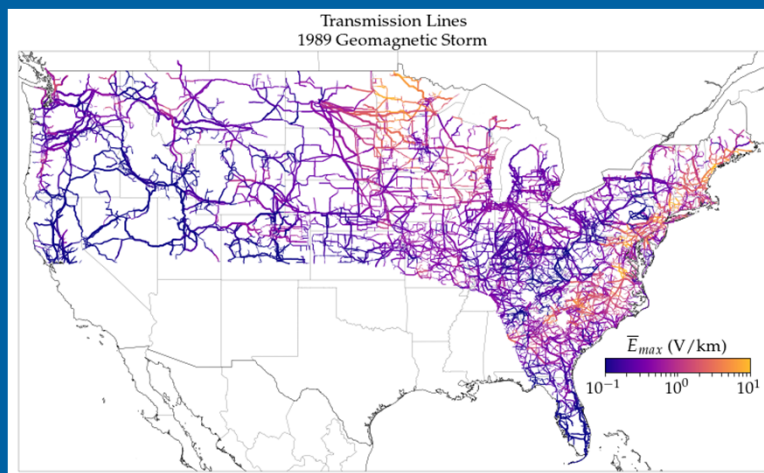 Transmission Lines
1989 Geomagnetic Storm
E̅max (V/km)
10⁻¹ 10⁰ 10¹